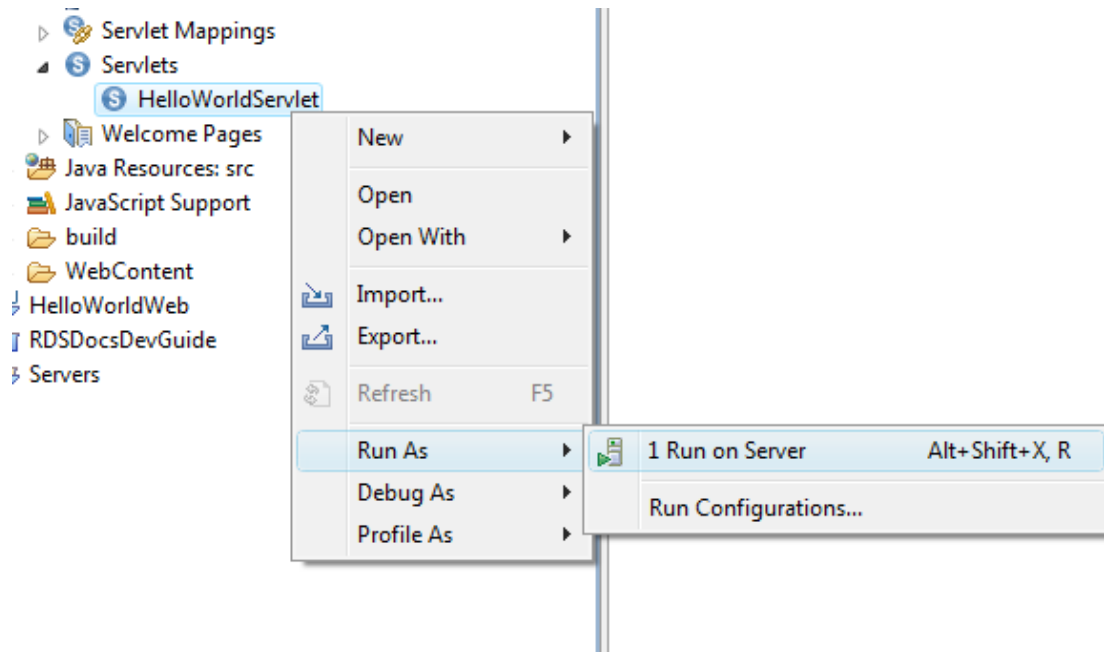 Servlet Mappings
Servlets
HelloWorldServlet
Welcome Pages
Java Resources: src
JavaScript Support
build
WebContent
HelloWorldWeb
RDSDocsDevGuide
Servers
New
Open
Open With
Import...
Export...
Refresh F5
Run As
Debug As
Profile As
1 Run on Server Alt+Shift+X, R
Run Configurations...